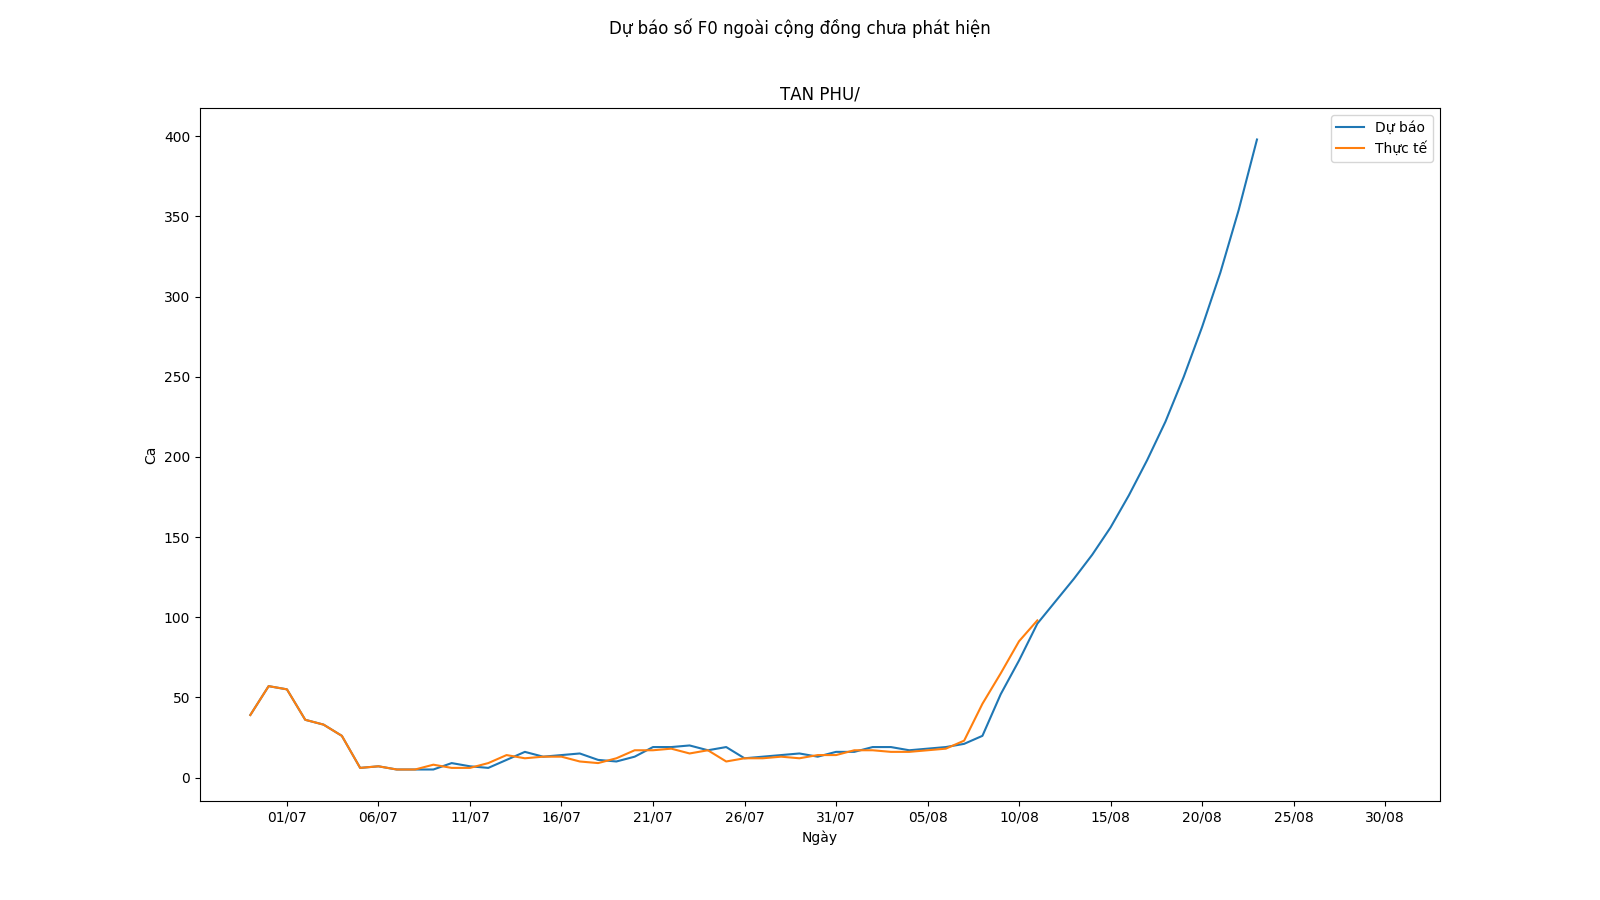 Dự báo số F0 ngoài cộng đồng chưa phát hiện
TAN PHU/
Dự báo
Thực tế
400
350
300
250
200
150
100
50
0
Ca
01/07 06/07 11/07 16/07 21/07 26/07 31/07 05/08 10/08 15/08 20/08 25/08 30/08
Ngày